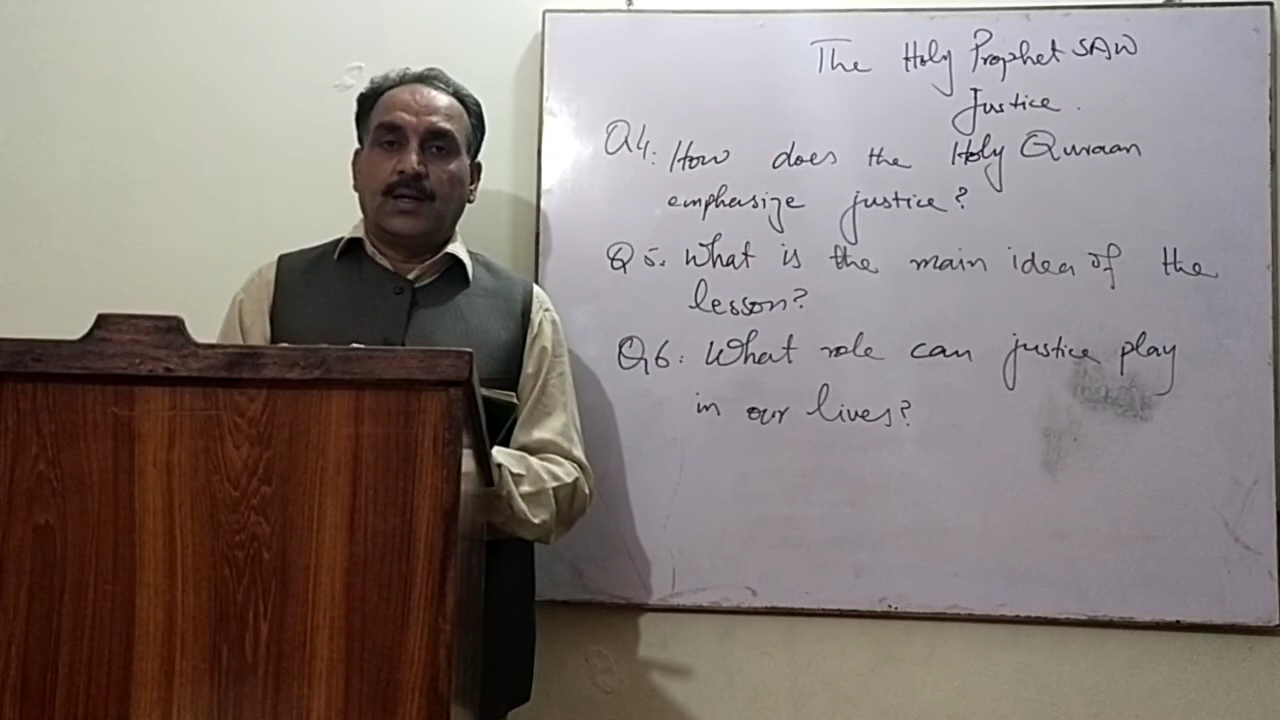 The Holy Prophet SAW
Justice.
Q4: How does the Holy Quraan
emphasize justice?
Q5. What is the main idea of the
lesson?
Q6: What role can justice play
in our lives?